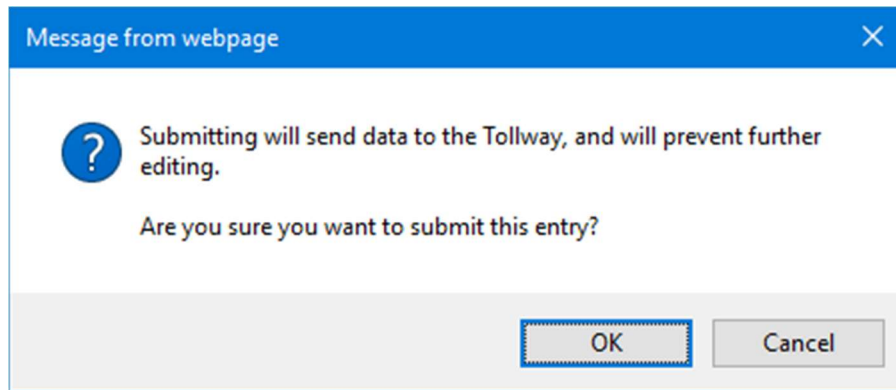 Message from webpage
Submitting will send data to the Tollway, and will prevent further
editing.
Are you sure you want to submit this entry?
OK Cancel